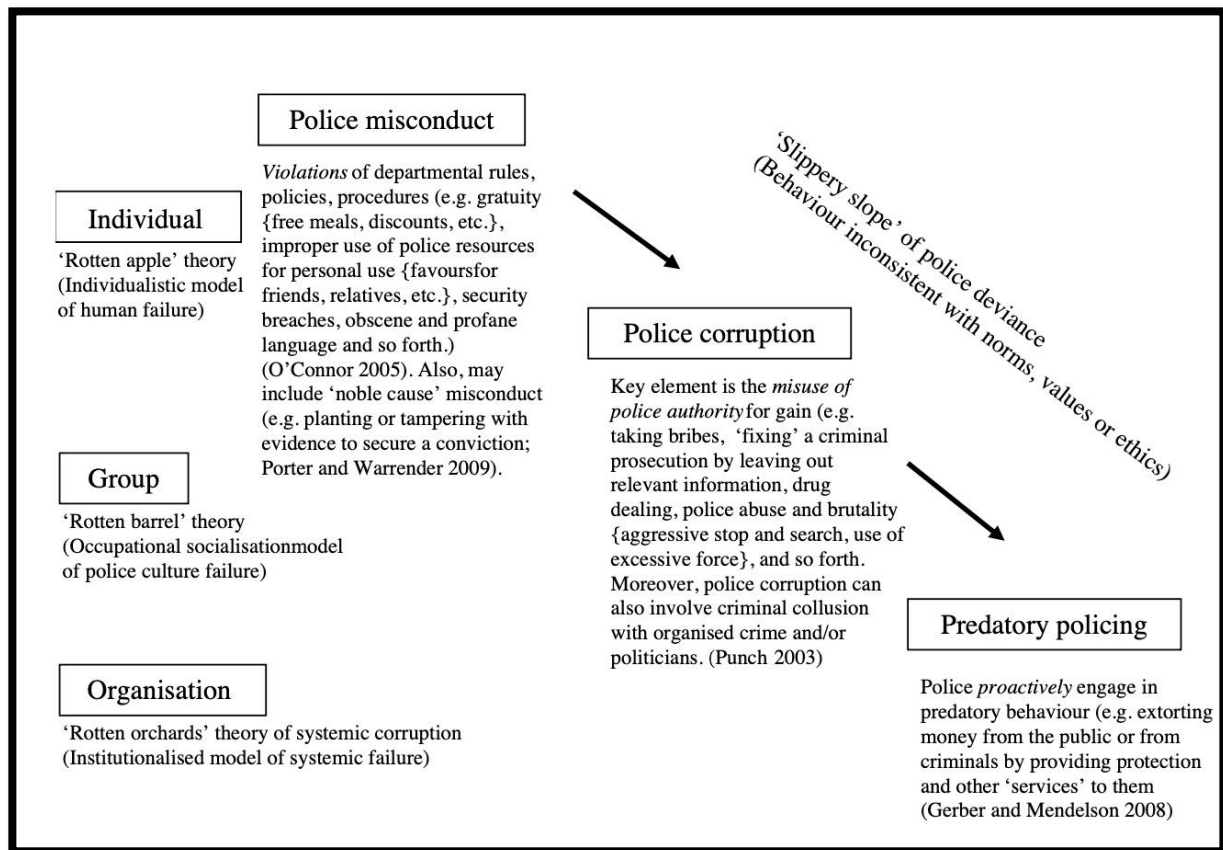 Police misconduct
Violations of departmental rules,
policies, procedures (e.g. gratuity
{free meals, discounts, etc.},
improper use of police resources
for personal use {favoursfor
friends, relatives, etc.}, security
breaches, obscene and profane
language and so forth.)
(O’Connor 2005). Also, may
include ‘noble cause’ misconduct
(e.g. planting or tampering with
evidence to secure a conviction;
Porter and Warrender 2009).
Individual
‘Rotten apple’ theory
(Individualistic model
of human failure)
Group
‘Rotten barrel’ theory
(Occupational socialisationmodel
of police culture failure)
Organisation
‘Rotten orchards’ theory of systemic corruption
(Institutionalised model of systemic failure)
‘Slippery slope’ of police deviance
(Behaviour inconsistent with norms, values or ethics)
Police corruption
Key element is the misuse of
police authority for gain (e.g.
taking bribes, ‘fixing’ a criminal
prosecution by leaving out
relevant information, drug
dealing, police abuse and brutality
{aggressive stop and search, use of
excessive force}, and so forth.
Moreover, police corruption can
also involve criminal collusion
with organised crime and/or
politicians. (Punch 2003)
Predatory policing
Police proactively engage in
predatory behaviour (e.g. extorting
money from the public or from
criminals by providing protection
and other ‘services’ to them
(Gerber and Mendelson 2008)